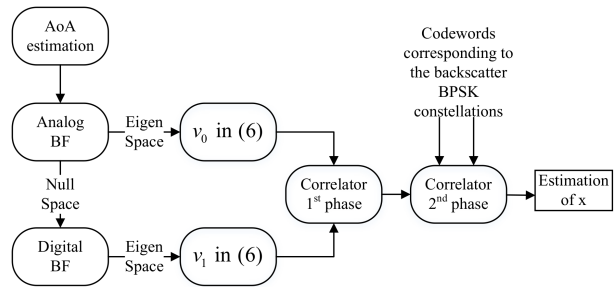 AoA
estimation
Codewords
corresponding to
the backscatter
BPSK
constellations
Analog
BF
Eigen
Space
v₀ in (6)
Null
Space
Correlator
1st phase
Correlator
2nd phase
Estimation
of x
Digital
BF
Eigen
Space
v₁ in (6)